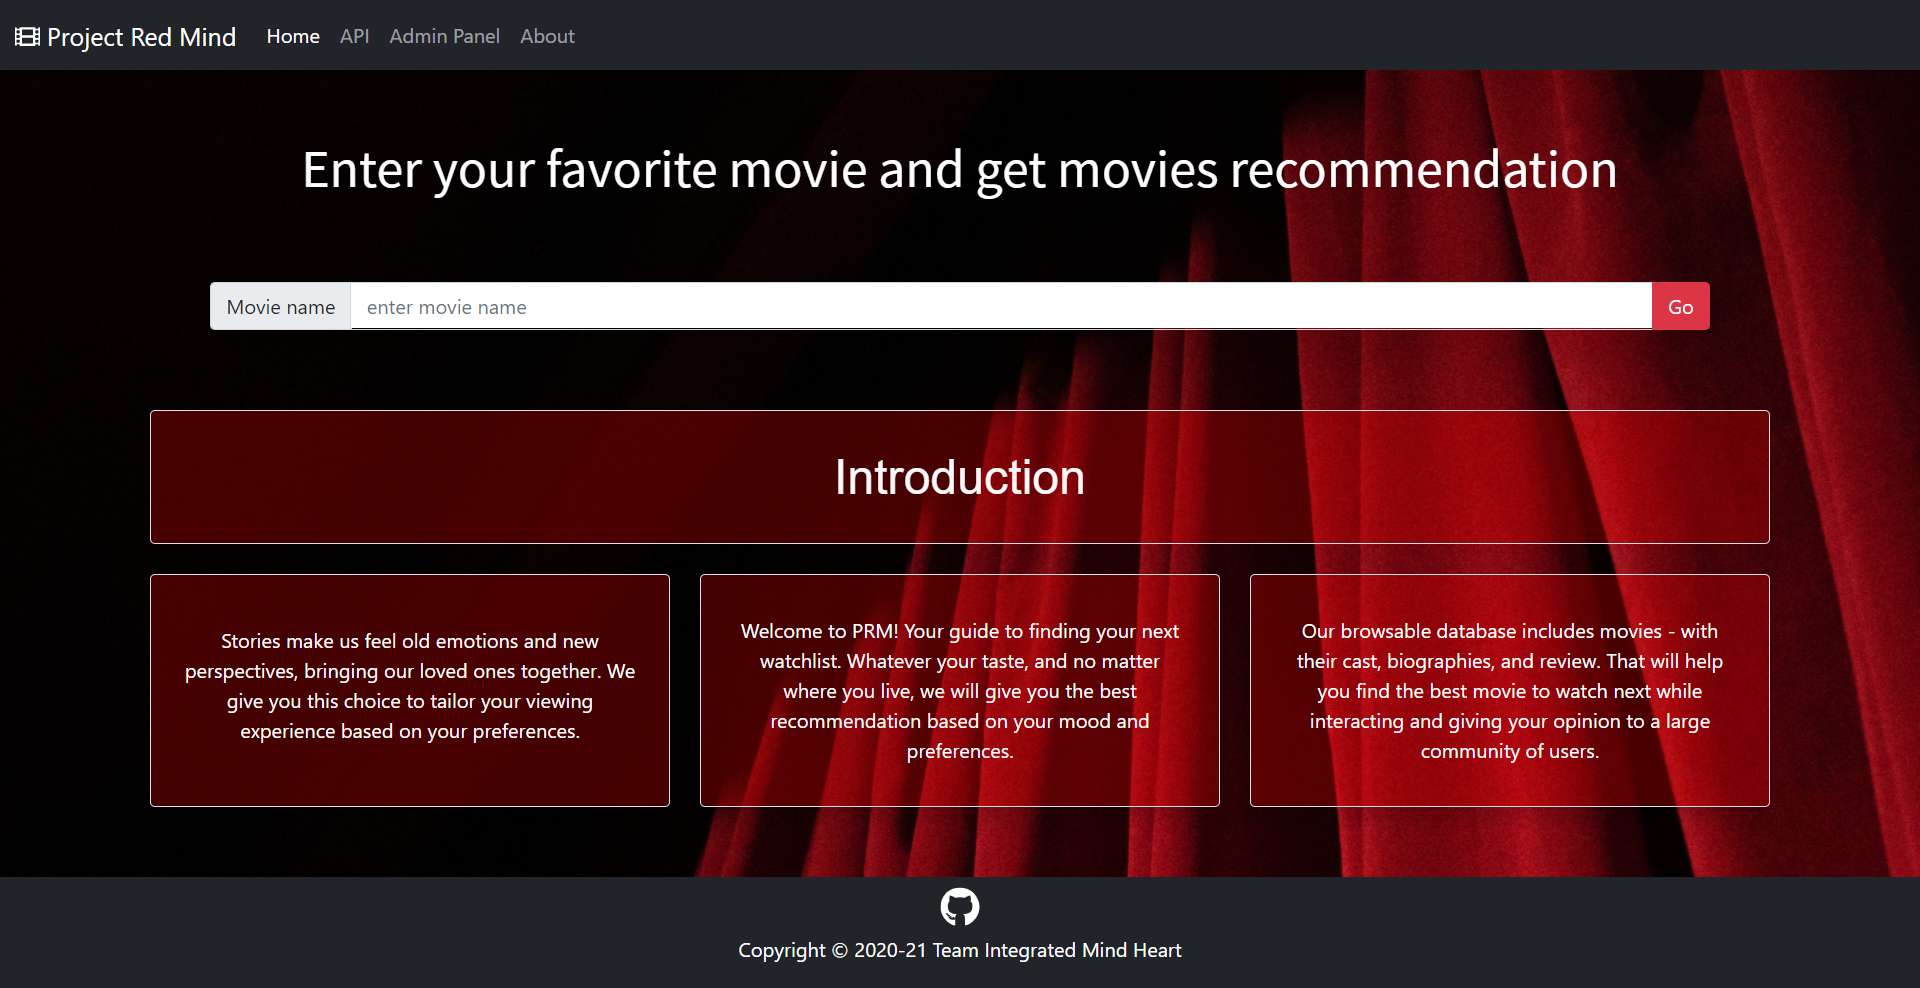 Project Red Mind Home API Admin Panel About
Enter your favorite movie and get movies recommendation
Movie name enter movie name Go
Introduction
Stories make us feel old emotions and new
perspectives, bringing our loved ones together. We
give you this choice to tailor your viewing
experience based on your preferences.
Welcome to PRM! Your guide to finding your next
watchlist. Whatever your taste, and no matter
where you live, we will give you the best
recommendation based on your mood and
preferences.
Our browsable database includes movies - with
their cast, biographies, and review. That will help
you find the best movie to watch next while
interacting and giving your opinion to a large
community of users.
Copyright © 2020-21 Team Integrated Mind Heart